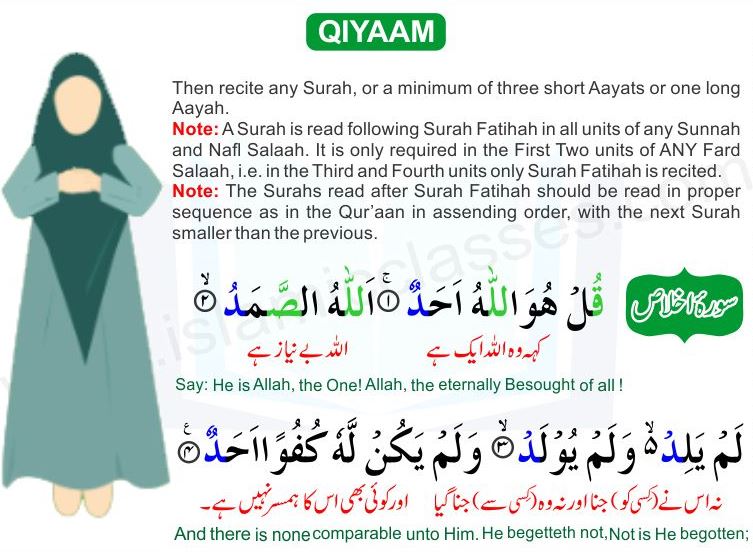 QIYAAM
Then recite any Surah, or a minimum of three short Aayats or one long
Aayah.
Note: A Surah is read following Surah Fatihah in all units of any Sunnah
and Nafl Salaah. It is only required in the First Two units of ANY Fard
Salaah, i.e. in the Third and Fourth units only Surah Fatihah is recited.
Note: The Surahs read after Surah Fatihah should be read in proper
sequence as in the Qur'aan in assending order, with the next Surah
smaller than the previous.
سورۂ اخلاص
قُلْ هُوَ اللّٰهُ اَحَدٌ ۚ۝۱ اَللّٰهُ الصَّمَدُ ۙ۝۲
کہہ وہ اللہ ایک ہے اللہ بے نیاز ہے
Say: He is Allah, the One! Allah, the eternally Besought of all !
لَمْ يَلِدْ ۙ۬ وَلَمْ يُوْلَدْ ۙ۝۳ وَلَمْ يَكُنْ لَّهٗ كُفُوًا اَحَدٌ ۠۝۴
نہ اس نے (کسی کو) جنا اور نہ وہ (کسی سے) جنا گیا اور کوئی بھی اس کا ہمسر نہیں ہے۔
And there is none comparable unto Him. He begetteth not, Not is He begotten;